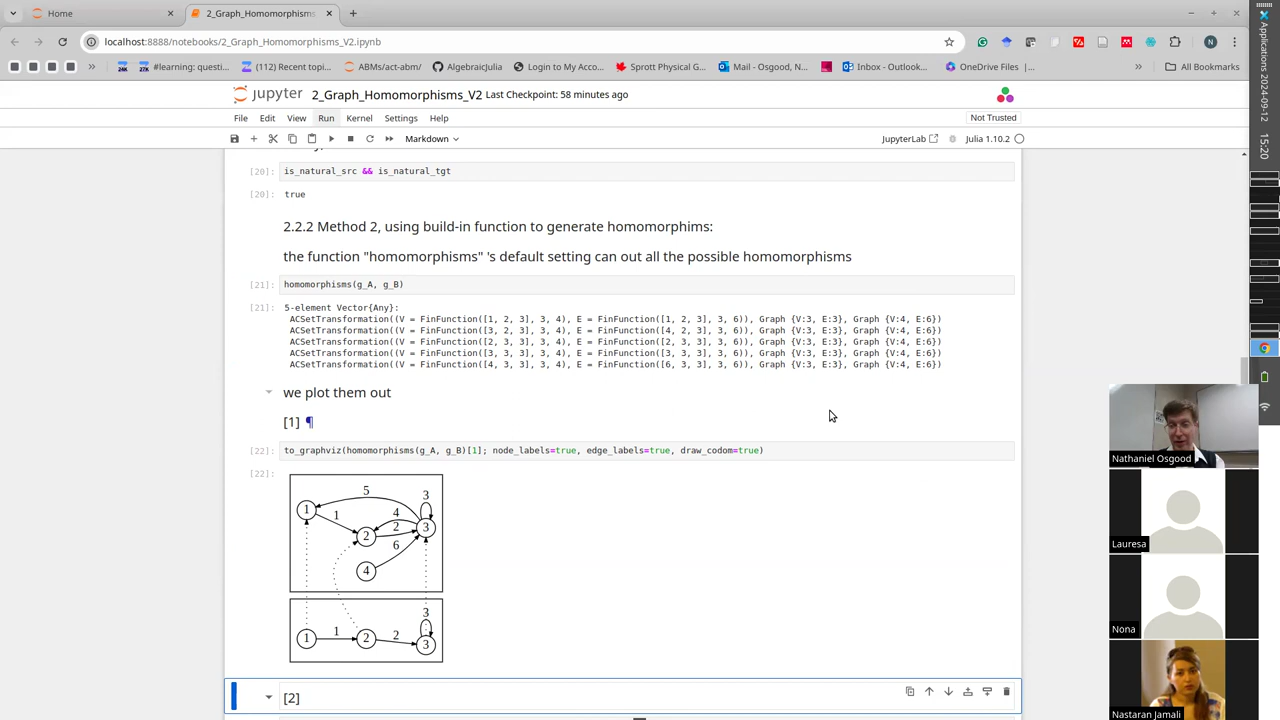 Home
2_Graph_Homomorphisms
localhost:8888/notebooks/2_Graph_Homomorphisms_V2.ipynb
N
#learning: questi...
(112) Recent topi...
ABMs/act-abm/
AlgebraicJulia
Login to My Acco...
Sprott Physical G...
Mail - Osgood, N...
Inbox - Outlook...
OneDrive Files |...
»
All Bookmarks
jupyter 2_Graph_Homomorphisms_V2 Last Checkpoint: 58 minutes ago
File Edit View Run Kernel Settings Help
Not Trusted
Markdown
JupyterLab
Julia 1.10.2
[20]: is_natural_src && is_natural_tgt
[20]: true
2.2.2 Method 2, using build-in function to generate homomorphims:
the function "homomorphisms" 's default setting can out all the possible homomorphisms
[21]: homomorphisms(g_A, g_B)
[21]: 5-element Vector{Any}:
ACSetTransformation((V = FinFunction([1, 2, 3], 3, 4), E = FinFunction([1, 2, 3], 3, 6)), Graph {V:3, E:3}, Graph {V:4, E:6})
ACSetTransformation((V = FinFunction([3, 2, 3], 3, 4), E = FinFunction([4, 2, 3], 3, 6)), Graph {V:3, E:3}, Graph {V:4, E:6})
ACSetTransformation((V = FinFunction([2, 3, 3], 3, 4), E = FinFunction([2, 3, 3], 3, 6)), Graph {V:3, E:3}, Graph {V:4, E:6})
ACSetTransformation((V = FinFunction([3, 3, 3], 3, 4), E = FinFunction([3, 3, 3], 3, 6)), Graph {V:3, E:3}, Graph {V:4, E:6})
ACSetTransformation((V = FinFunction([4, 3, 3], 3, 4), E = FinFunction([6, 3, 3], 3, 6)), Graph {V:3, E:3}, Graph {V:4, E:6})
we plot them out
[1] ¶
[22]: to_graphviz(homomorphisms(g_A, g_B)[1]; node_labels=true, edge_labels=true, draw_codom=true)
[22]:
5
3
1
1
4
2
2
3
6
4
3
1
1
2
2
3
[2]
Applications 2024-09-12 15:20
Nathaniel Osgood
Lauresa
Nona
Nastaran Jamali